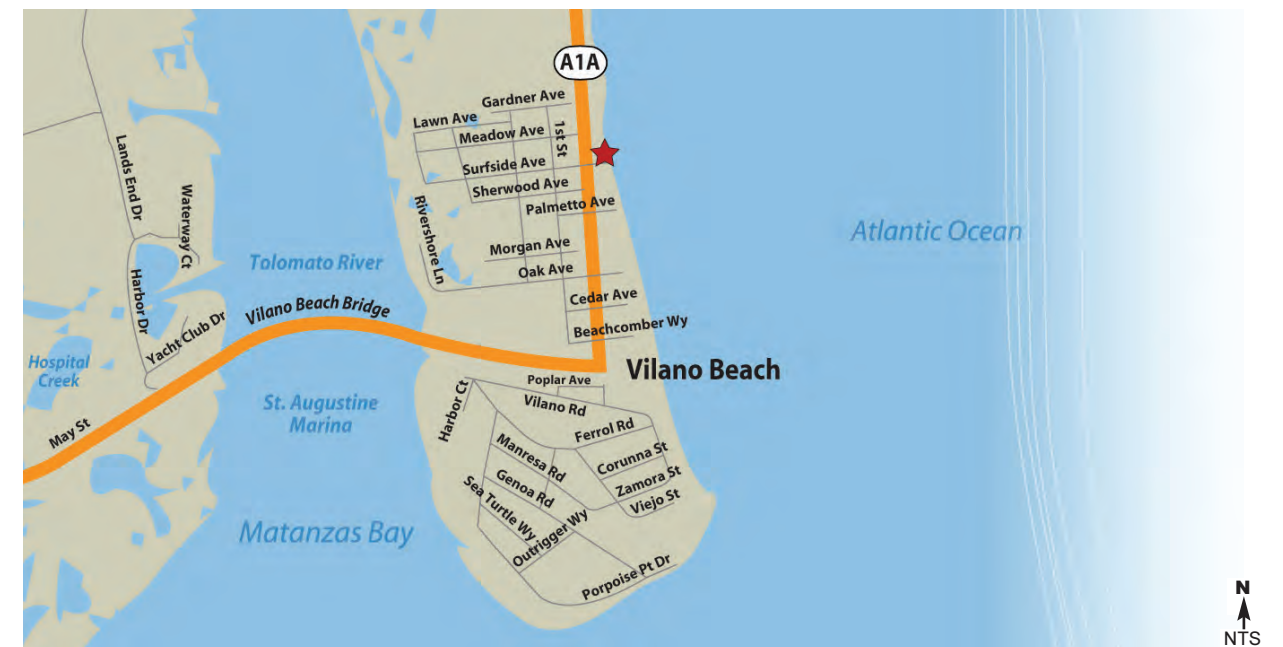 A1A
Gardner Ave
Lawn Ave
Meadow Ave
1st St
Surfside Ave
Sherwood Ave
Palmetto Ave
Rivershore Ln
Morgan Ave
Oak Ave
Cedar Ave
Beachcomber Wy
Lands End Dr
Waterway Ct
Harbor Dr
Yacht Club Dr
Tolomato River
Vilano Beach Bridge
Atlantic Ocean
Hospital
Creek
May St
St. Augustine
Marina
Vilano Beach
Poplar Ave
Harbor Ct
Vilano Rd
Ferrol Rd
Manresa Rd
Corunna St
Genoa Rd
Zamora St
Sea Turtle Wy
Viejo St
Outrigger Wy
Matanzas Bay
Porpoise Pt Dr
N
NTS